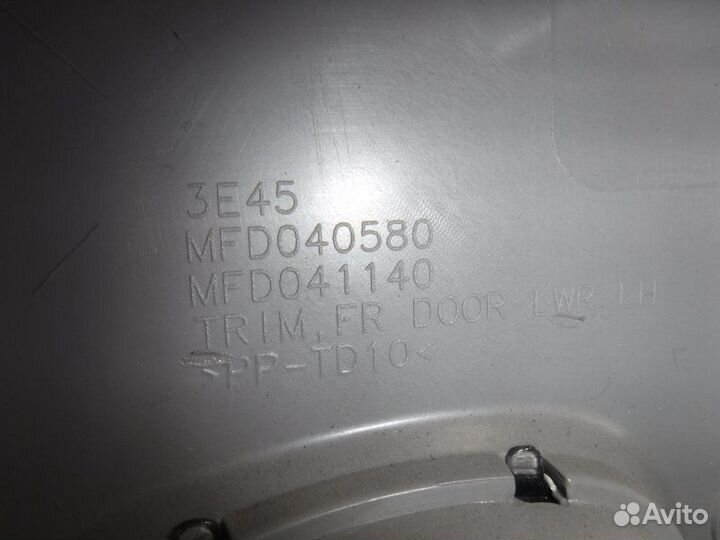 3E45
MFD040580
MFD041140
TRIM, FR DOOR LWR LH
<PP-TD10<
Avito